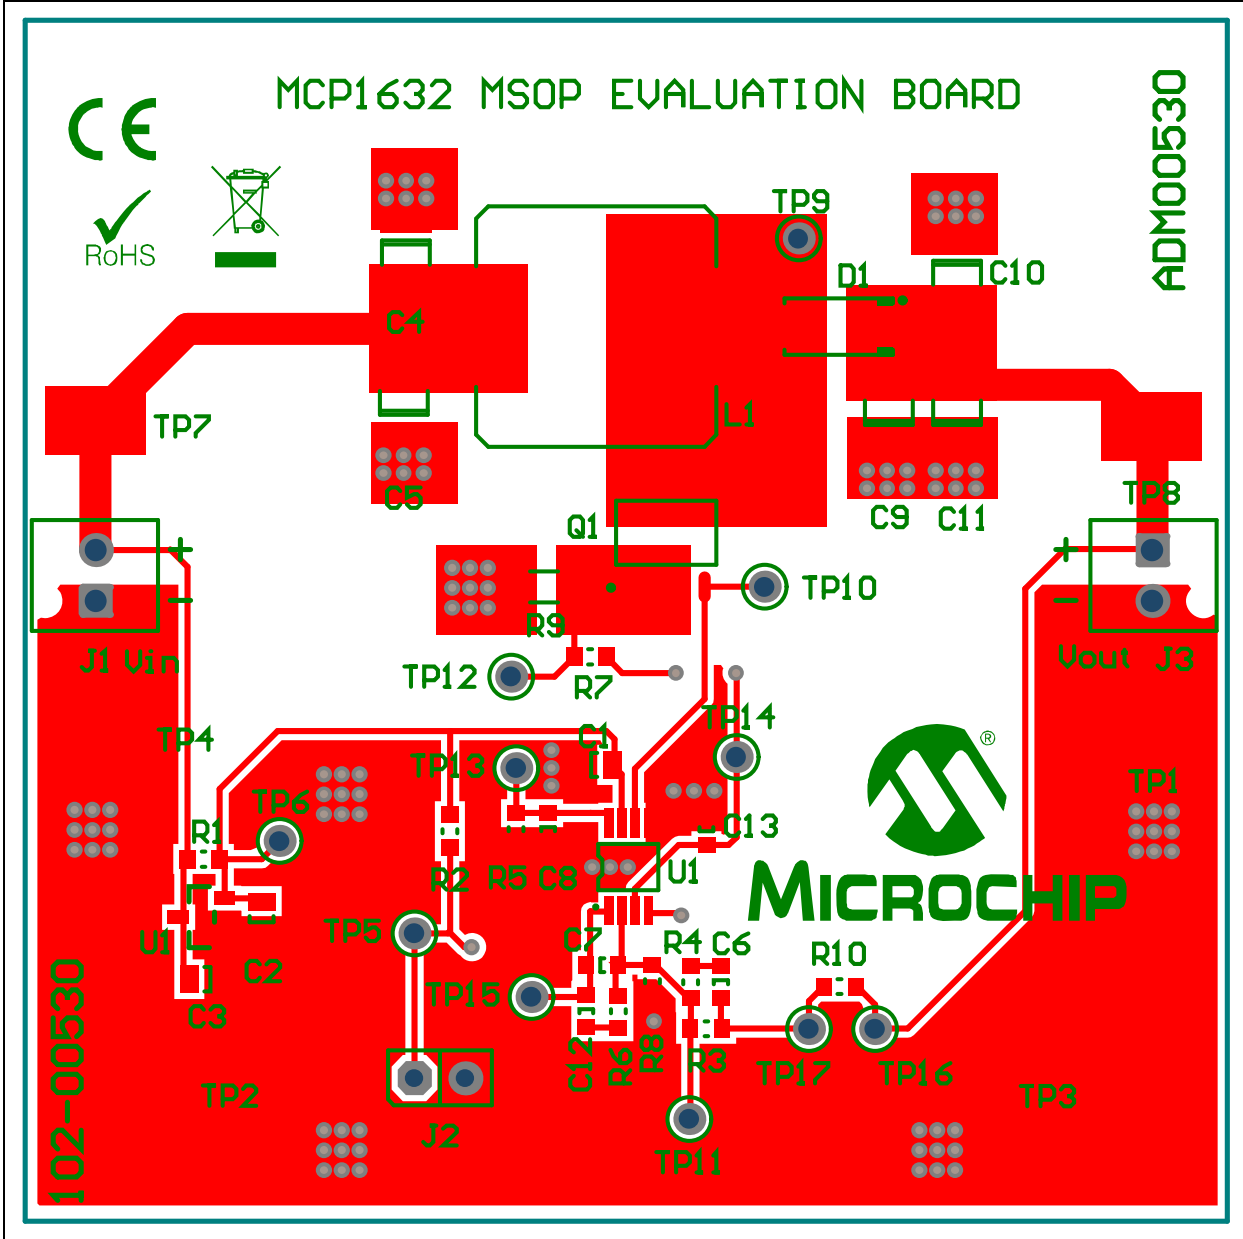 MCP1632 MSOP EVALUATION BOARD
ADM00530
CE
RoHS
TP9
D1
C10
C4
L1
TP7
C5
TP8
C9
C11
Q1
+
+
-
-
TP10
R9
J1 Vin
Vout J3
TP12
R7
TP14
TP4
C1
®
TP13
TP1
TP6
R1
C13
R2
R5
C8
U1
MICROCHIP
TP5
U1
C7
R4
C6
R10
C2
TP15
C3
102-00530
C12
R6
R8
R3
TP17
TP16
TP2
TP3
J2
TP11